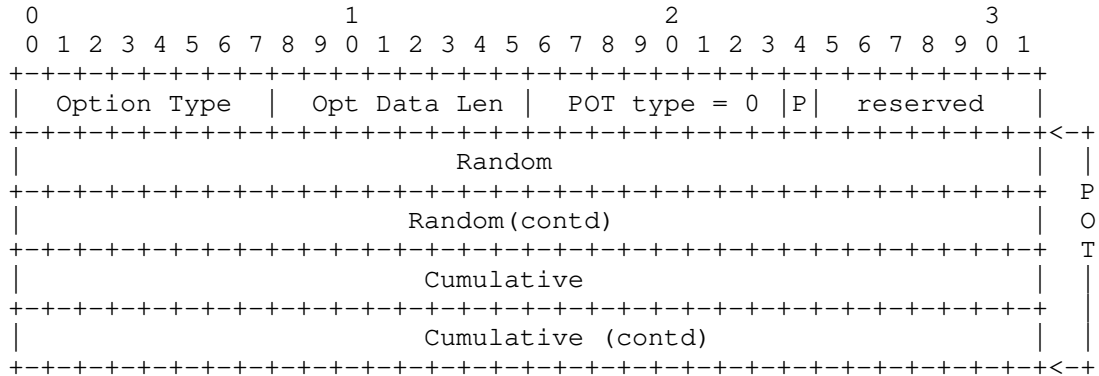 0                   1                   2                   3
 0 1 2 3 4 5 6 7 8 9 0 1 2 3 4 5 6 7 8 9 0 1 2 3 4 5 6 7 8 9 0 1
+-+-+-+-+-+-+-+-+-+-+-+-+-+-+-+-+-+-+-+-+-+-+-+-+-+-+-+-+-+-+-+-+
|  Option Type  |  Opt Data Len |  POT type = 0 |P|  reserved   |
+-+-+-+-+-+-+-+-+-+-+-+-+-+-+-+-+-+-+-+-+-+-+-+-+-+-+-+-+-+-+-+-+<-+
|                           Random                              |  |
+-+-+-+-+-+-+-+-+-+-+-+-+-+-+-+-+-+-+-+-+-+-+-+-+-+-+-+-+-+-+-+-+  P
|                        Random(contd)                          |  O
+-+-+-+-+-+-+-+-+-+-+-+-+-+-+-+-+-+-+-+-+-+-+-+-+-+-+-+-+-+-+-+-+  T
|                         Cumulative                            |  |
+-+-+-+-+-+-+-+-+-+-+-+-+-+-+-+-+-+-+-+-+-+-+-+-+-+-+-+-+-+-+-+-+  |
|                         Cumulative (contd)                    |  |
+-+-+-+-+-+-+-+-+-+-+-+-+-+-+-+-+-+-+-+-+-+-+-+-+-+-+-+-+-+-+-+-+<-+